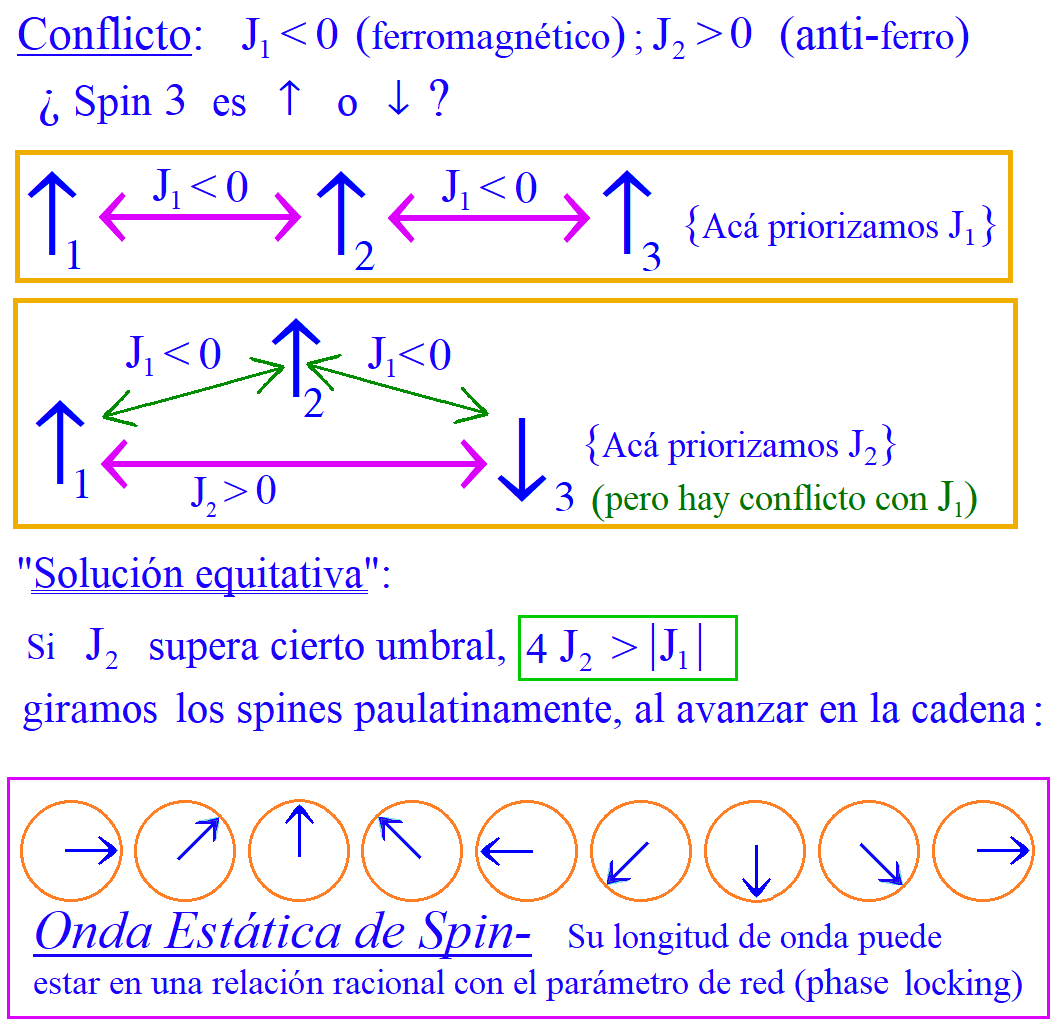 Conflicto: J₁ < 0 (ferromagnético) ; J₂ > 0 (anti-ferro)
¿ Spin 3 es ↑ o ↓ ?
J₁ < 0 J₁ < 0
1 2 3 {Acá priorizamos J₁}
J₁ < 0 J₁<0
2
{Acá priorizamos J₂}
1 J₂ > 0 3 (pero hay conflicto con J₁)
"Solución equitativa":
Si J₂ supera cierto umbral, 4 J₂ > |J₁|
giramos los spines paulatinamente, al avanzar en la cadena :
Onda Estática de Spin- Su longitud de onda puede
estar en una relación racional con el parámetro de red (phase locking)